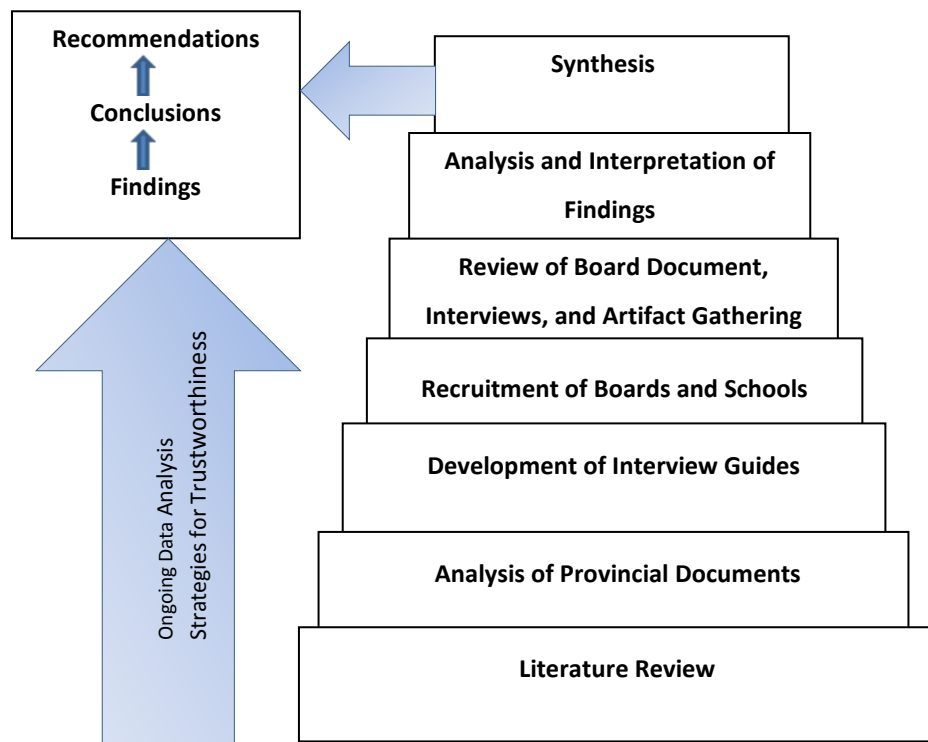 Recommendations
Conclusions
Findings
Ongoing Data Analysis
Strategies for Trustworthiness
Synthesis
Analysis and Interpretation of
Findings
Review of Board Document,
Interviews, and Artifact Gathering
Recruitment of Boards and Schools
Development of Interview Guides
Analysis of Provincial Documents
Literature Review